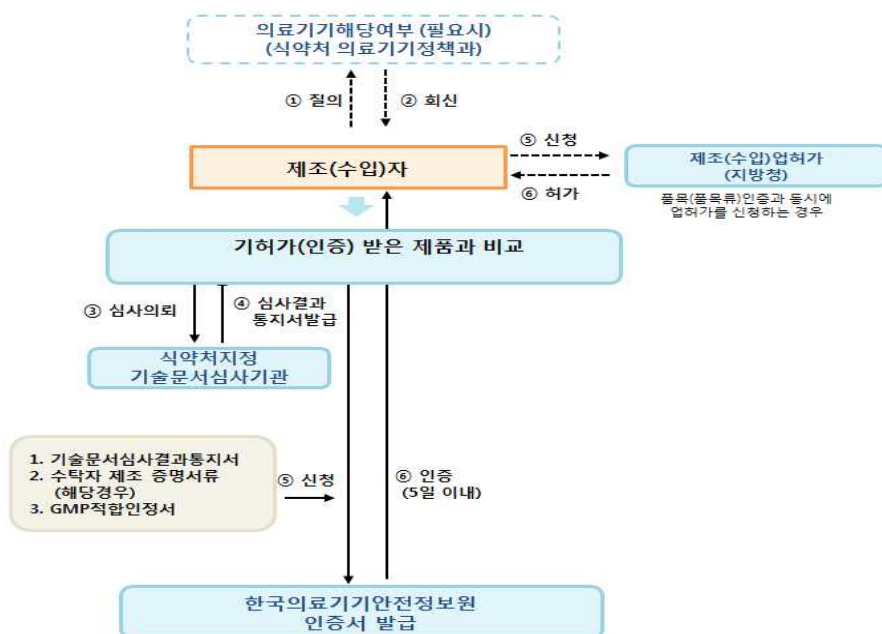 의료기기해당여부 (필요시)
(식약처 의료기기정책과)
① 질의
② 회신
제조(수입)자
⑤ 신청
⑥ 허가
제조(수입)업허가
(지방청)
품목(품목류)인증과 동시에
업허가를 신청하는 경우
기허가(인증) 받은 제품과 비교
③ 심사의뢰
④ 심사결과
통지서발급
식약처지정
기술문서심사기관
1. 기술문서심사결과통지서
2. 수탁자 제조 증명서류
(해당경우)
3. GMP적합인정서
⑤ 신청
⑥ 인증
(5일 이내)
한국의료기기안전정보원
인증서 발급